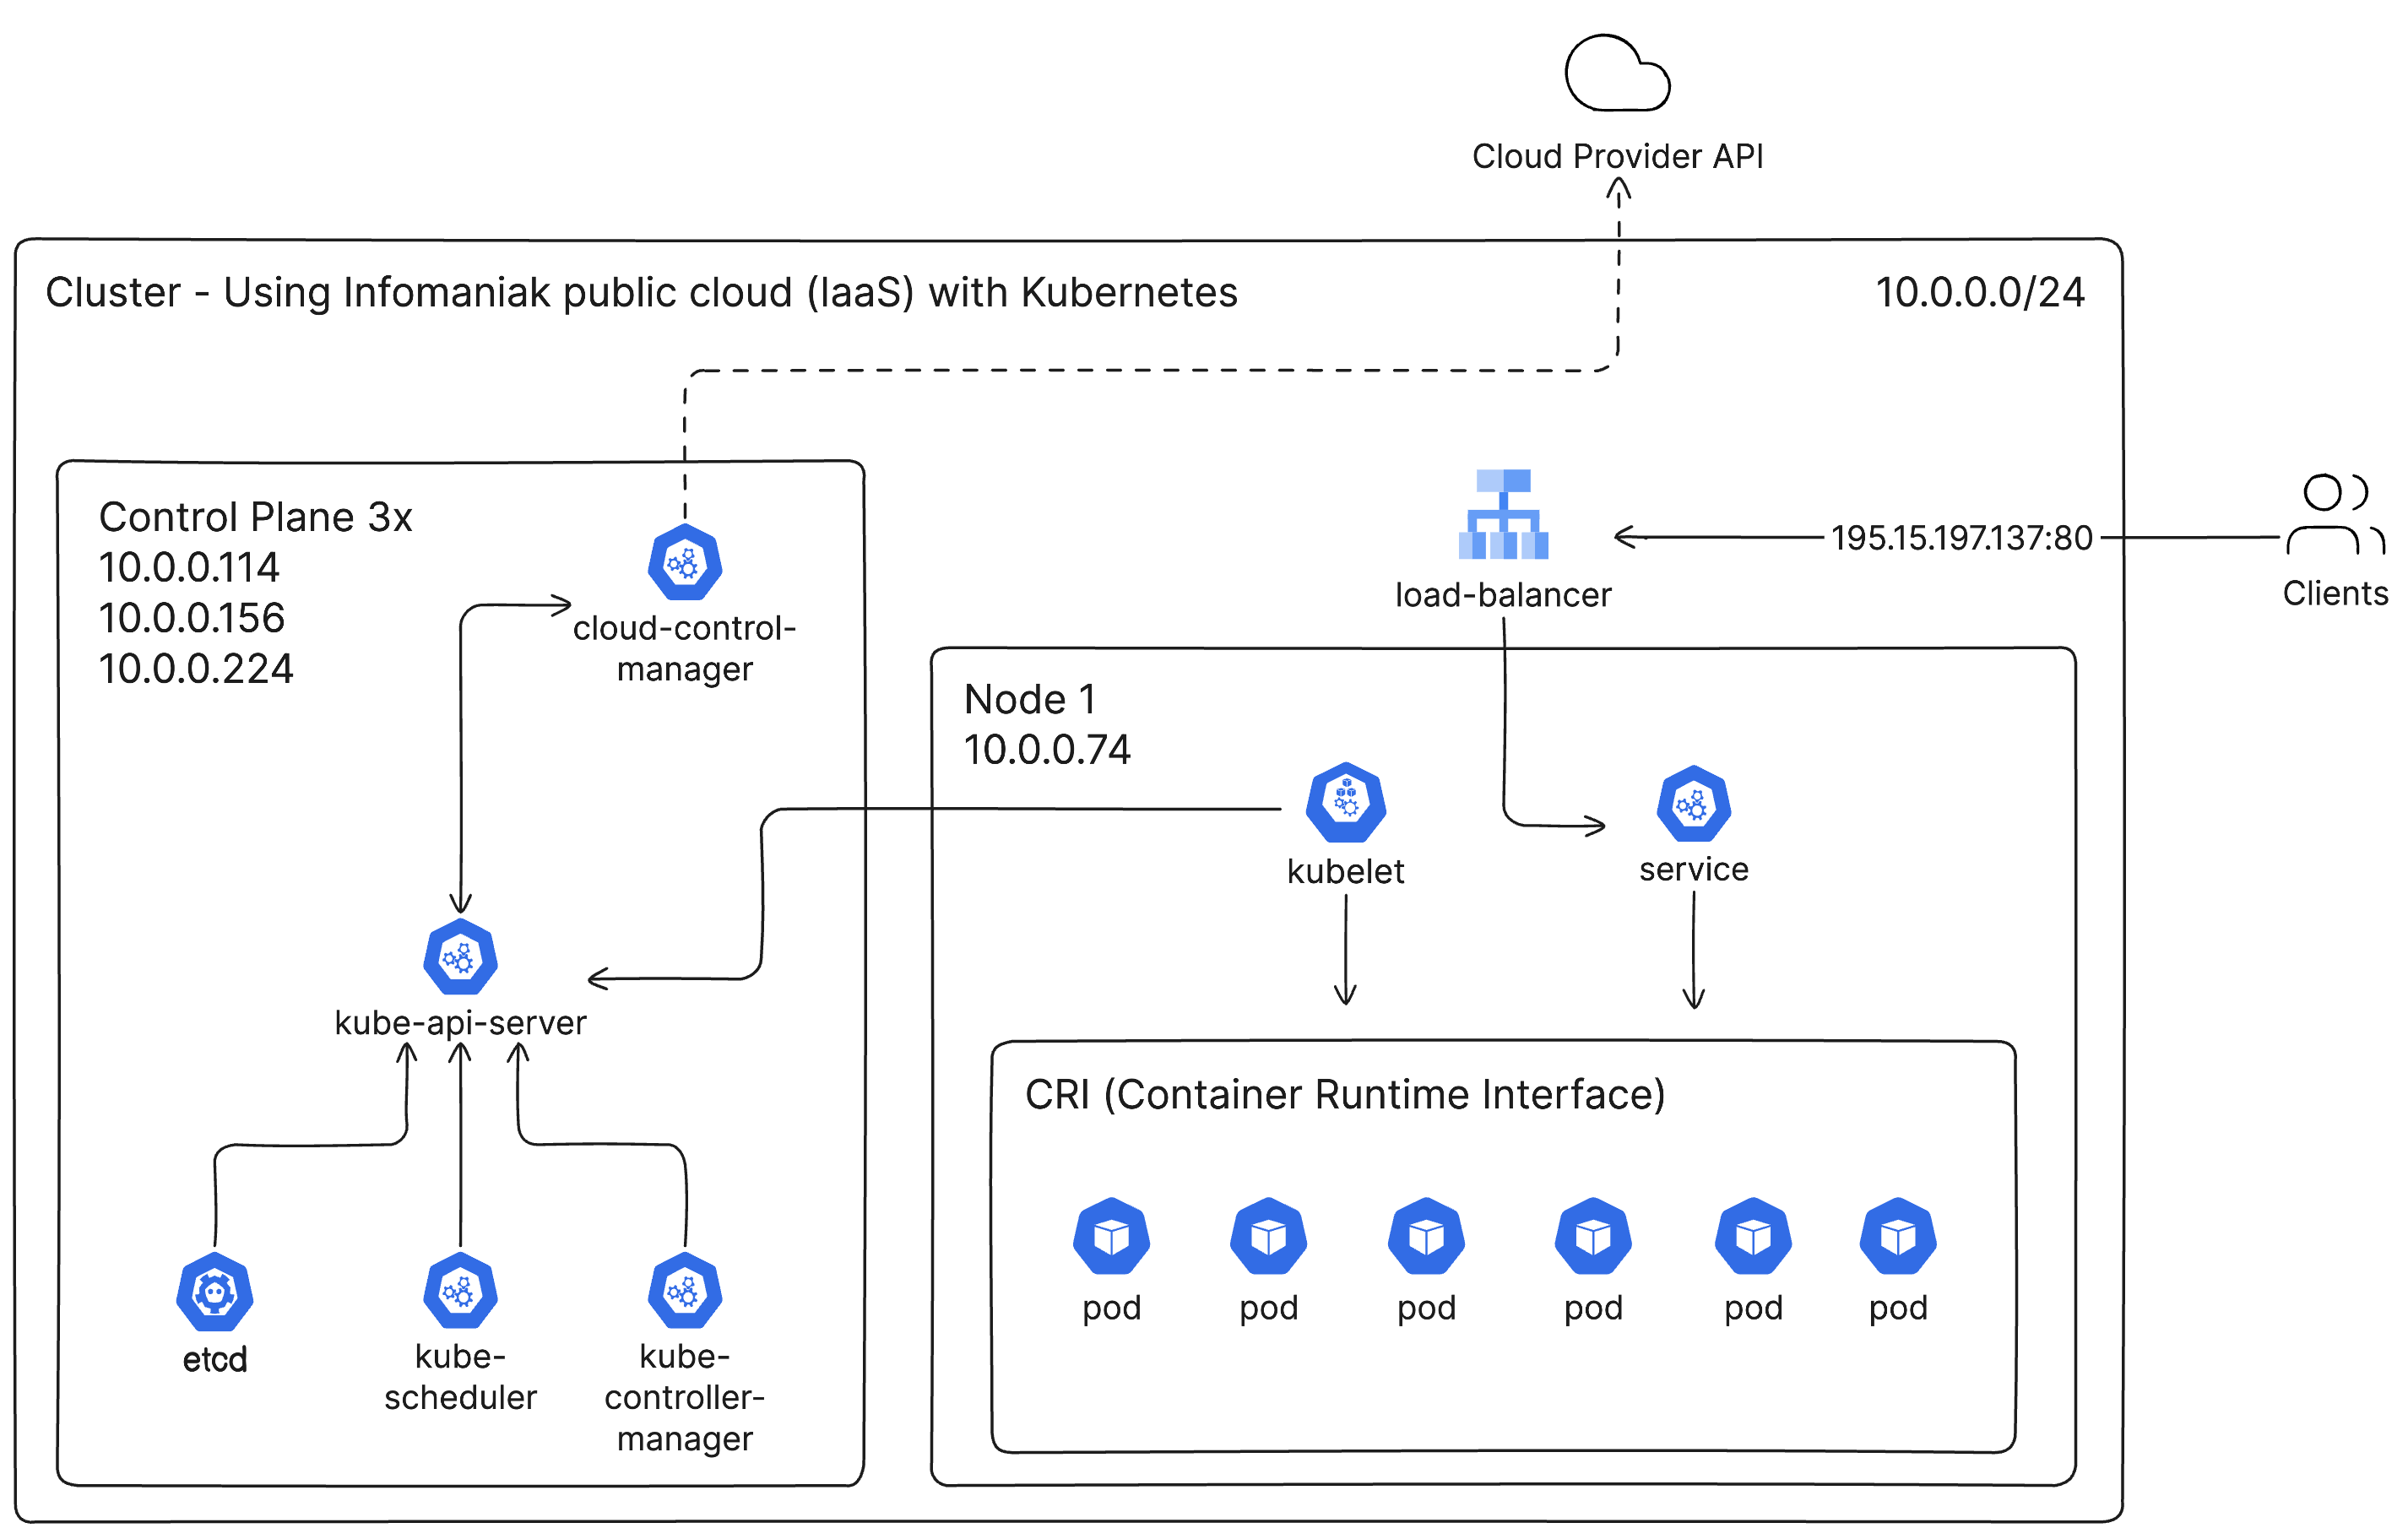 Cloud Provider API
Cluster - Using Infomaniak public cloud (IaaS) with Kubernetes
10.0.0.0/24
Control Plane 3x
10.0.0.114
10.0.0.156
10.0.0.224
cloud-control-
manager
load-balancer
195.15.197.137:80
Clients
Node 1
10.0.0.74
kubelet
service
kube-api-server
CRI (Container Runtime Interface)
pod
pod
pod
pod
pod
pod
etcd
kube-
scheduler
kube-
controller-
manager